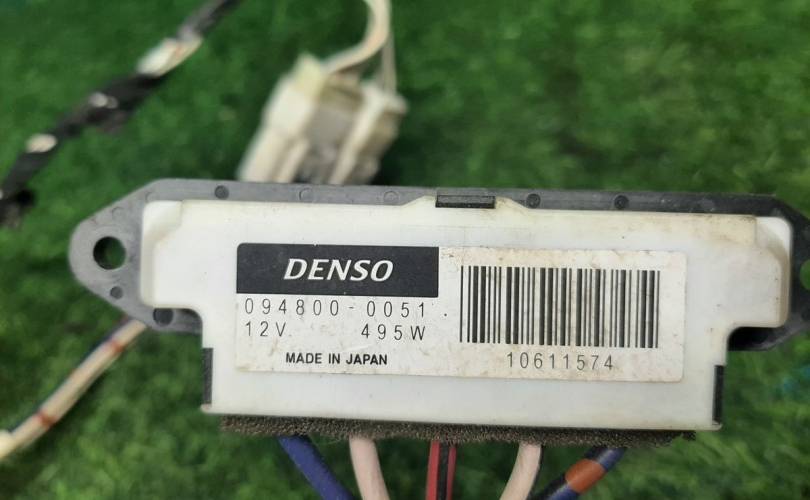 DENSO
094800-0051
12V. 495W
MADE IN JAPAN
10611574